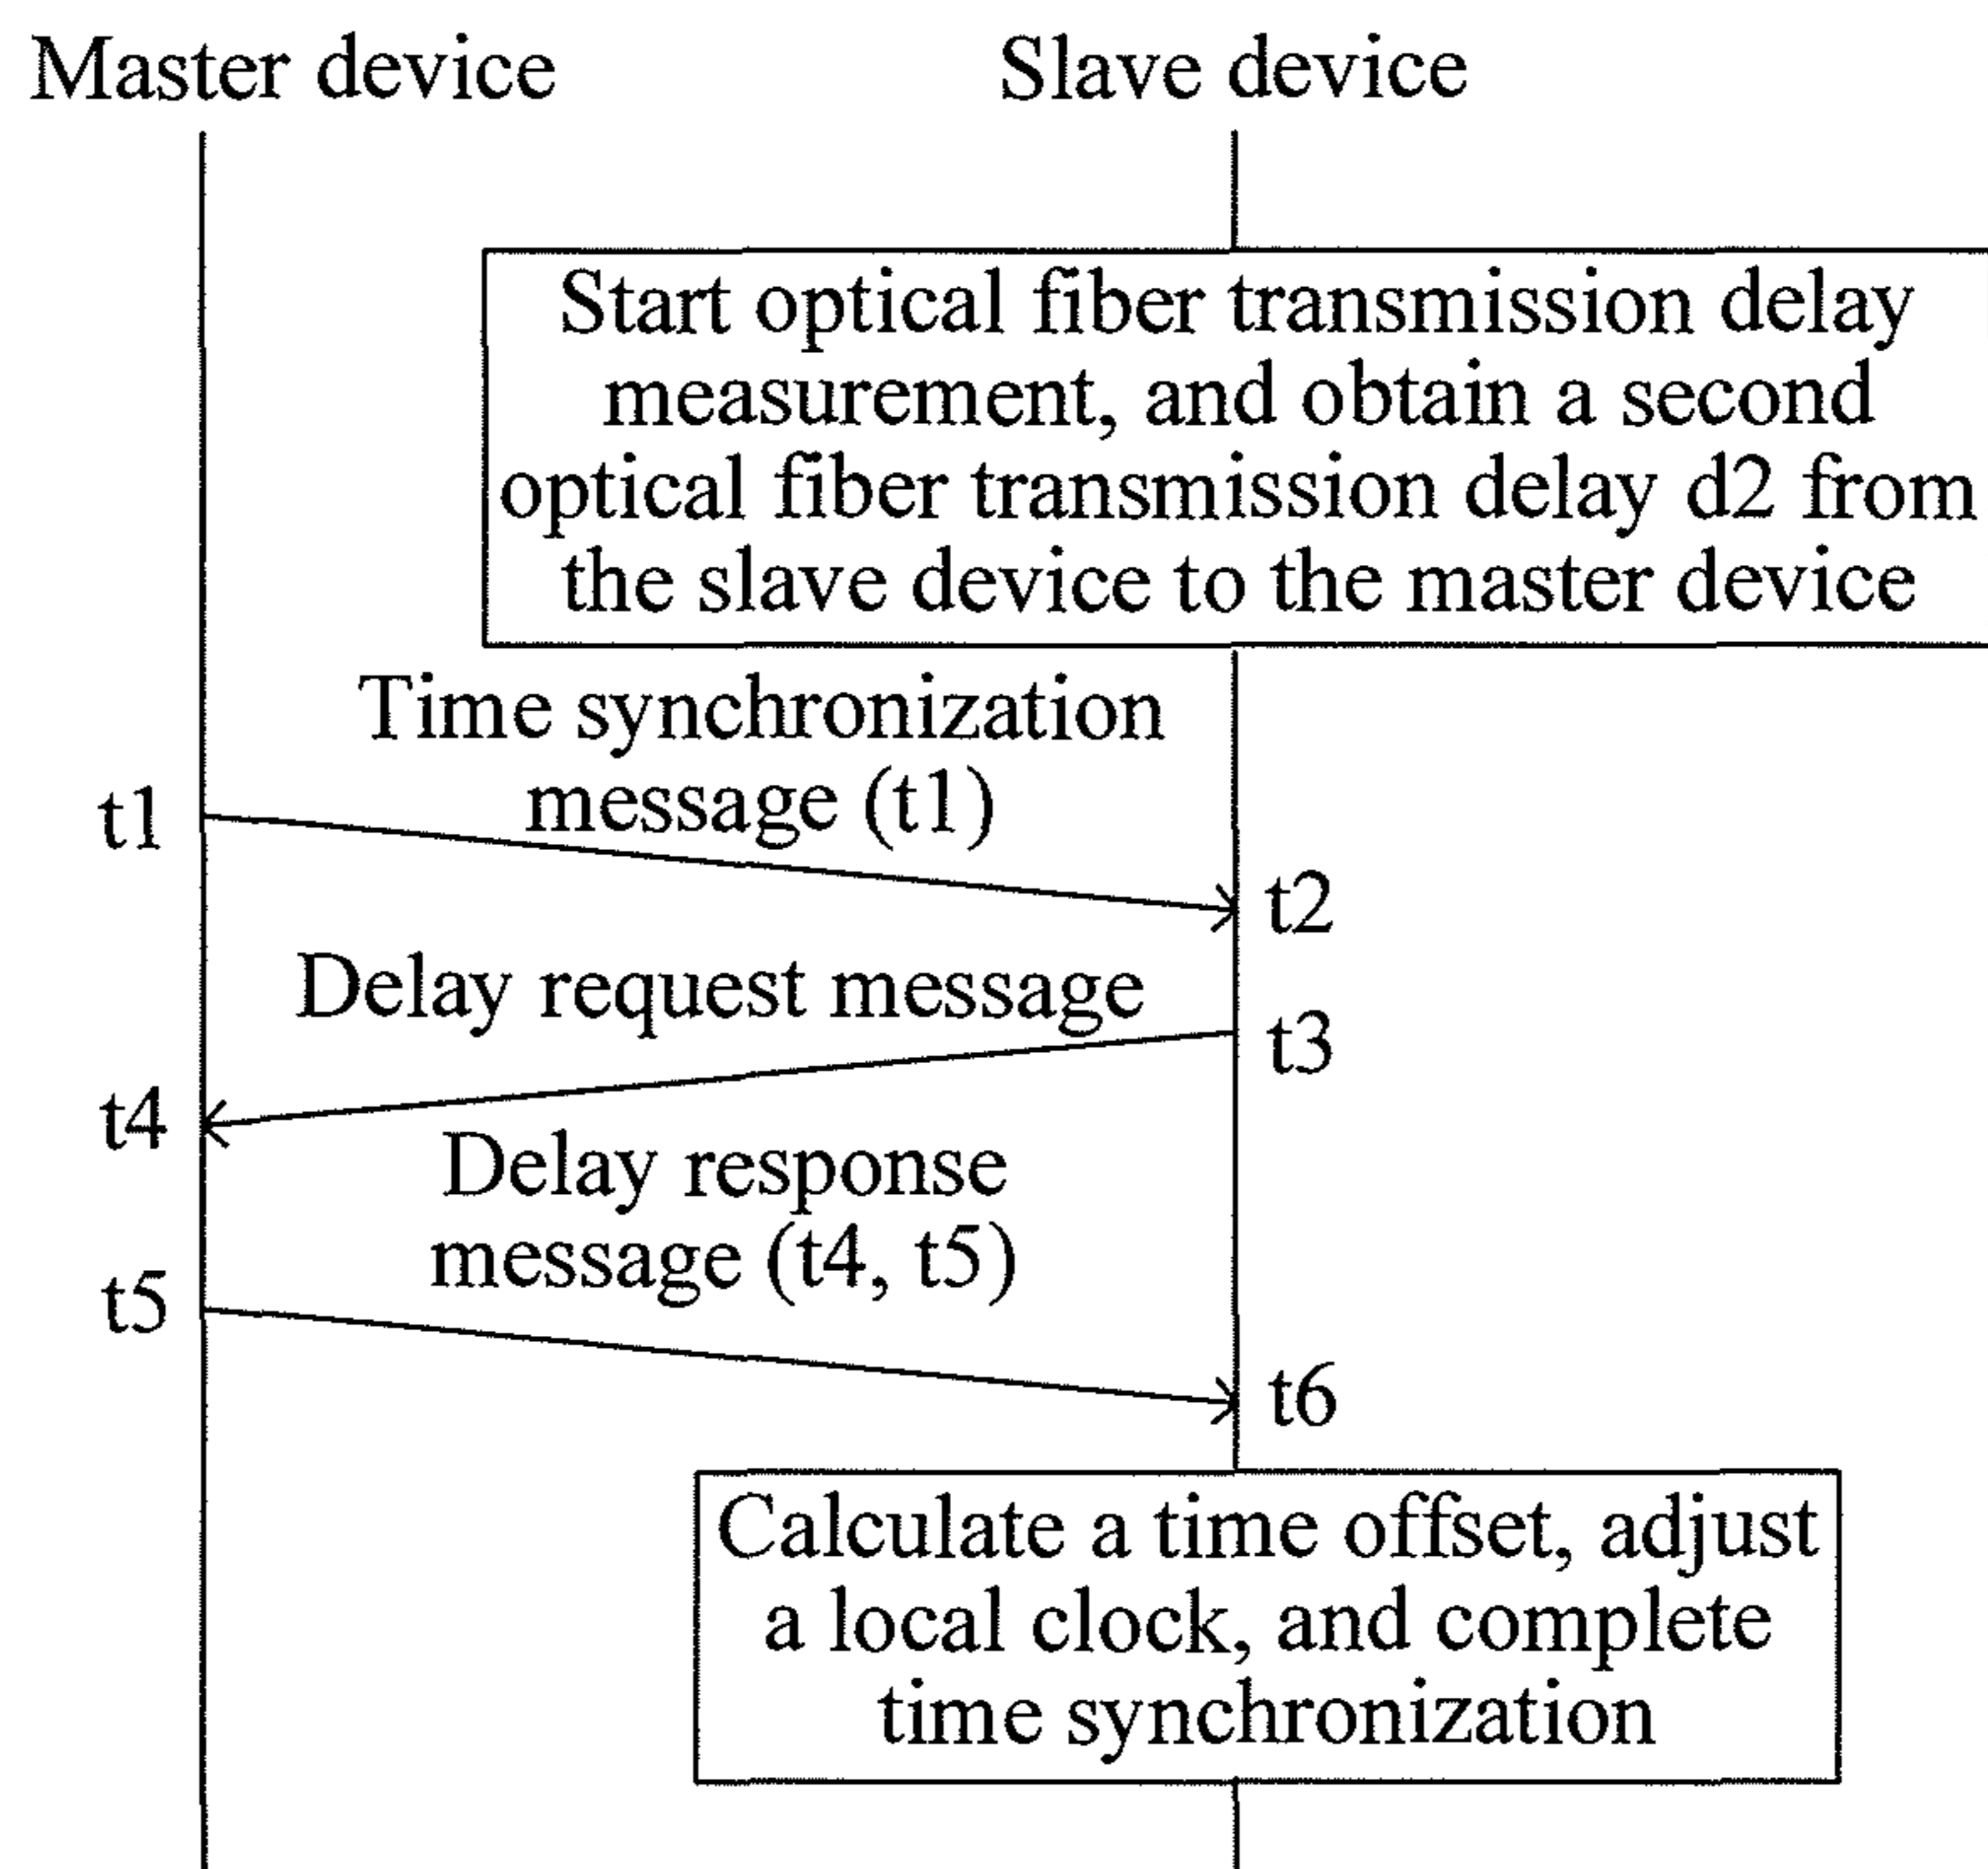 Master device
Slave device
Start optical fiber transmission delay
measurement, and obtain a second
optical fiber transmission delay d2 from
the slave device to the master device
Time synchronization
message (t1)
t1
t2
Delay request message
t3
t4
Delay response
message (t4, t5)
t5
t6
Calculate a time offset, adjust
a local clock, and complete
time synchronization